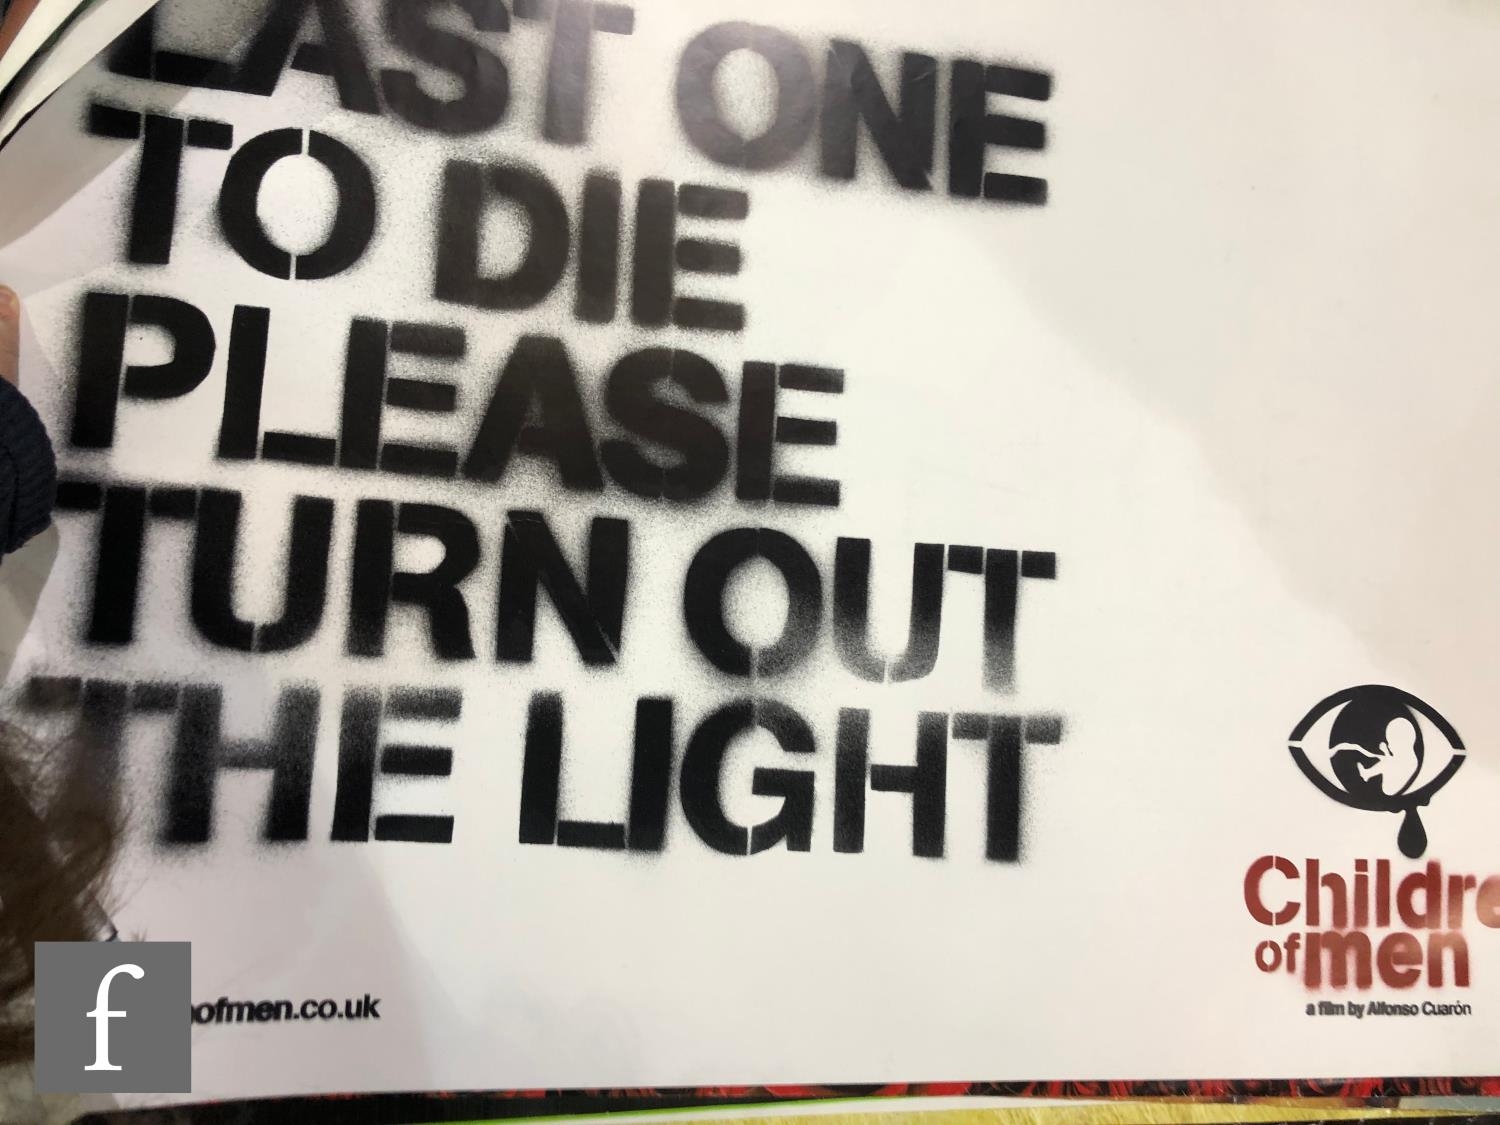 LAST ONE
TO DIE
PLEASE
TURN OUT
THE LIGHT
Childre
of men
a film by Alfonso Cuarón
ofmen.co.uk
f